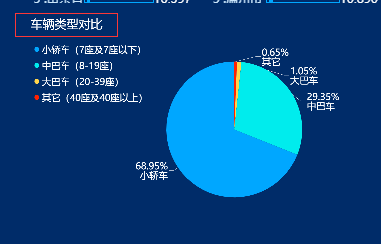 车辆类型对比
小轿车（7座及7座以下）
中巴车（8-19座）
大巴车（20-39座）
其它（40座及40座以上）
0.65%
其它
1.05%
大巴车
29.35%
中巴车
68.95%
小轿车